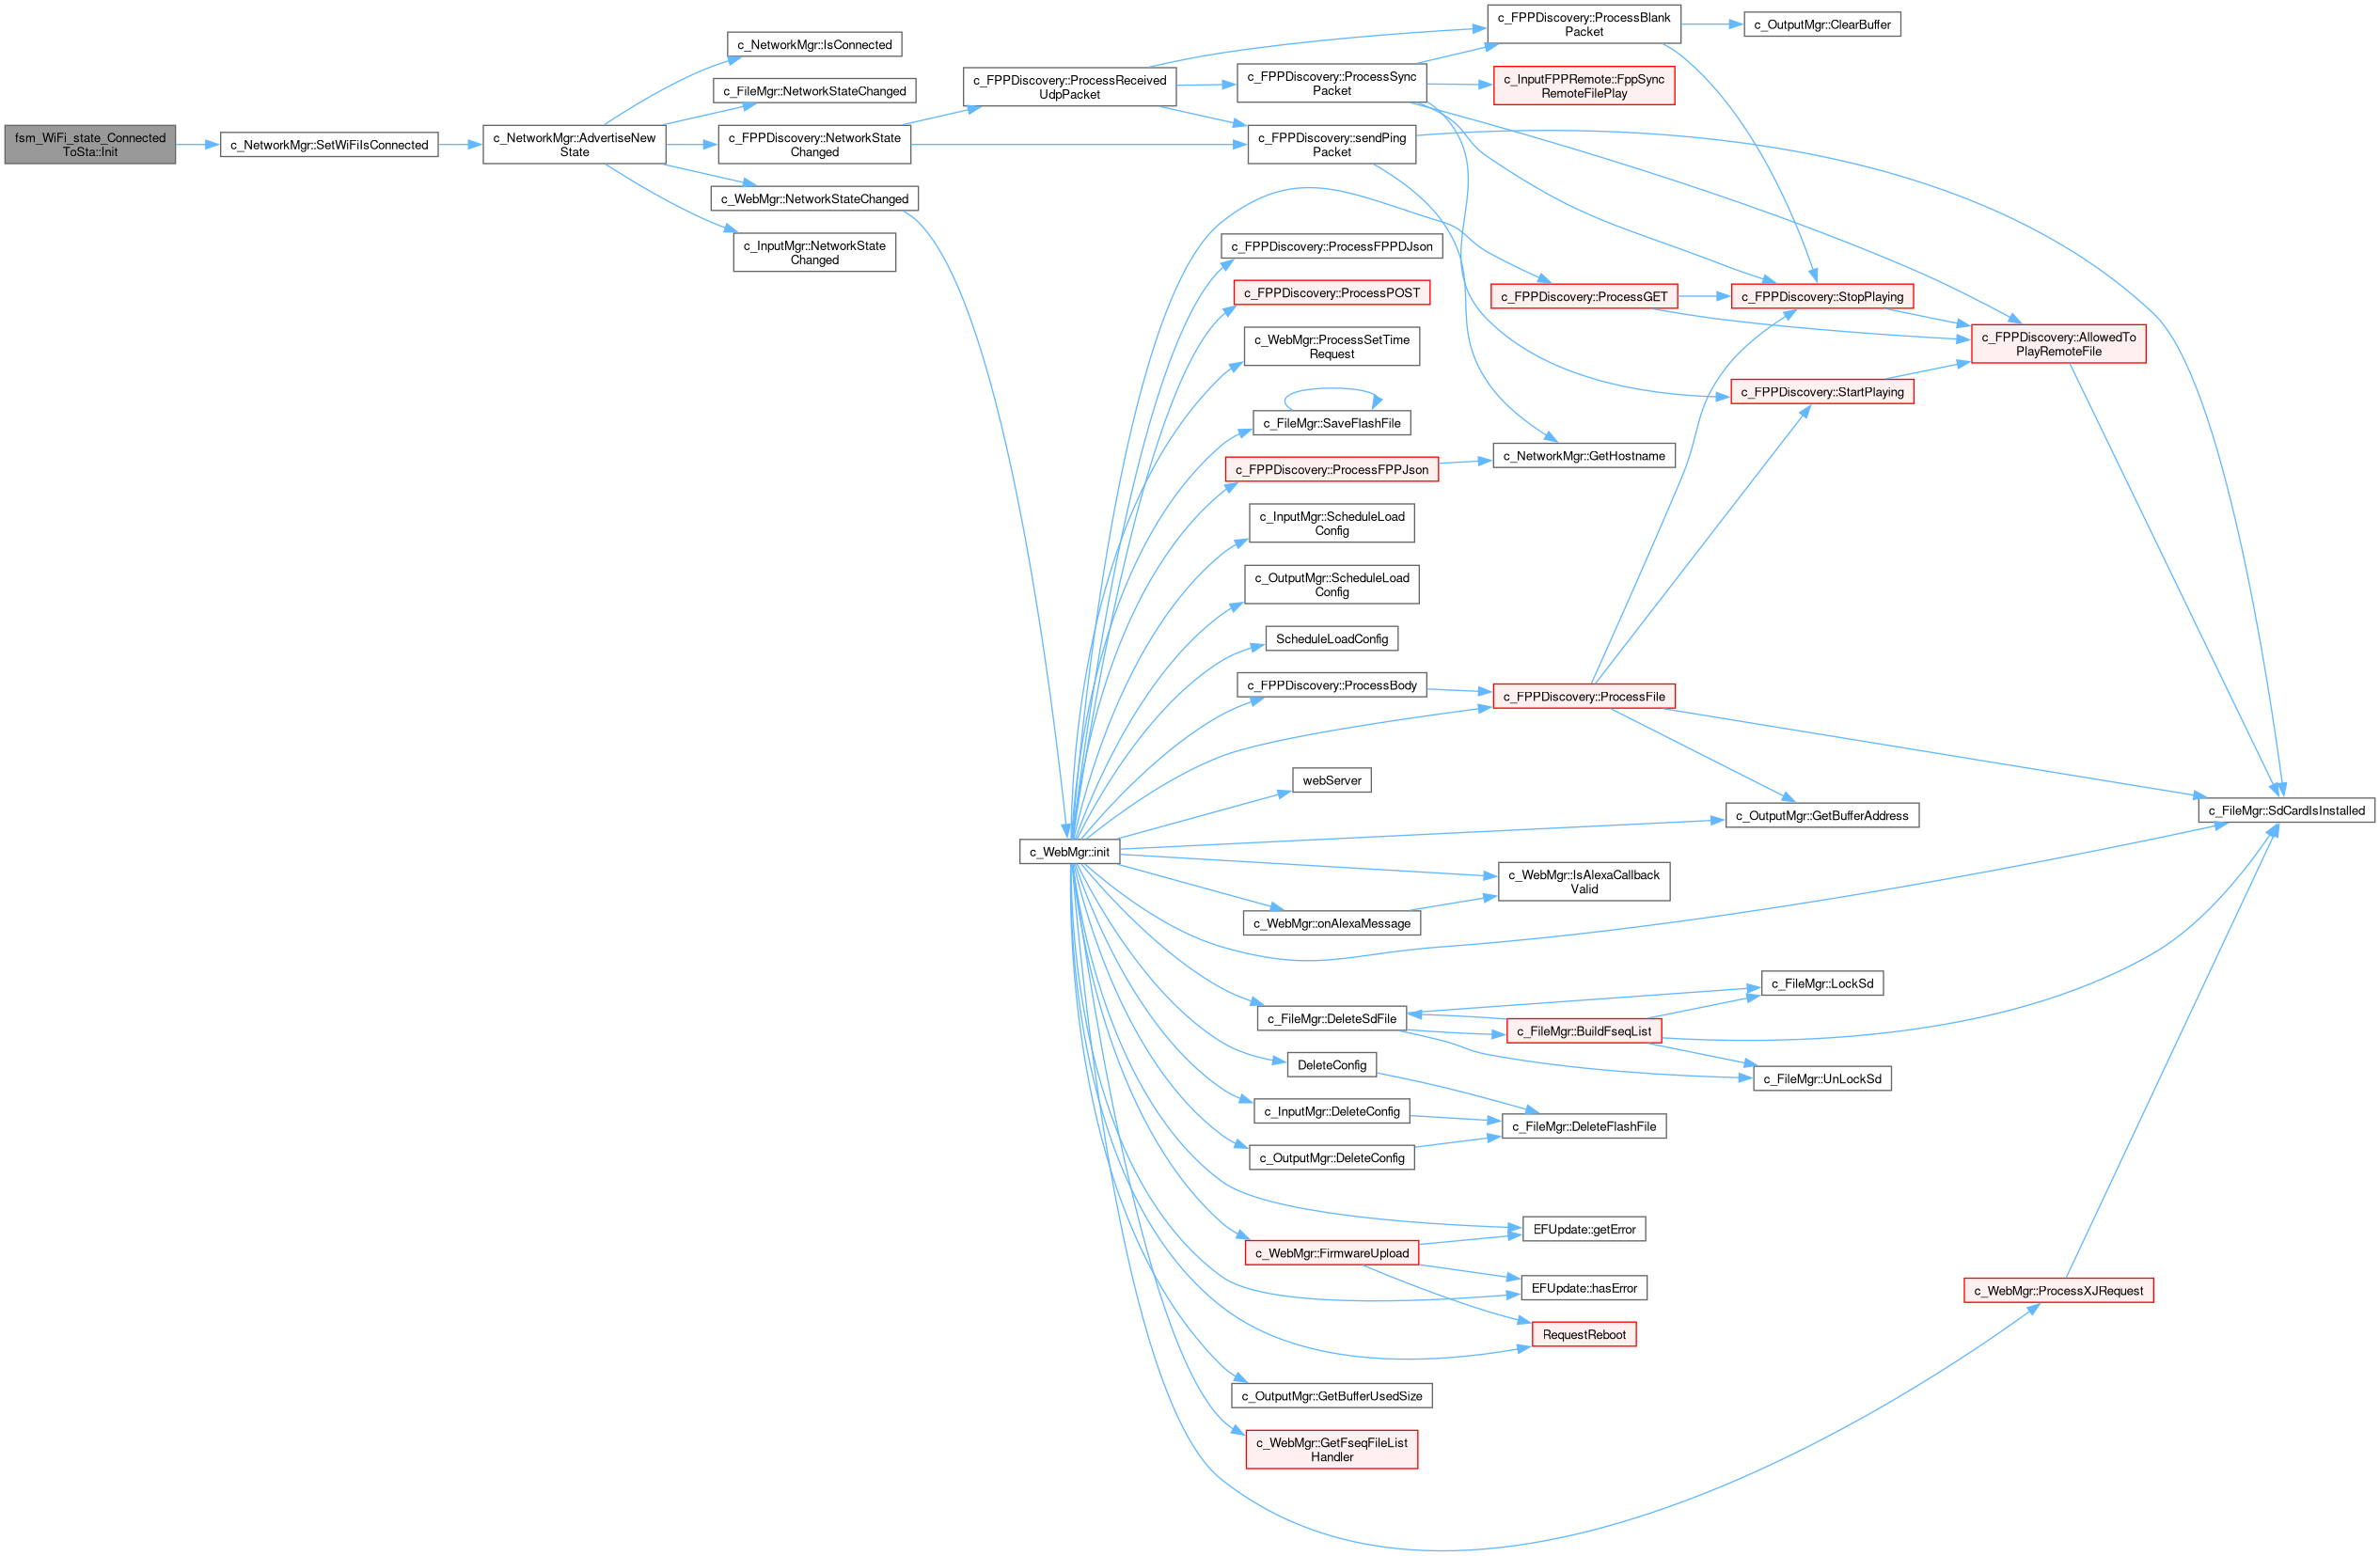 fsm_WiFi_state_Connected
ToSta::Init
c_NetworkMgr::SetWiFiIsConnected
c_NetworkMgr::AdvertiseNew
State
c_NetworkMgr::IsConnected
c_FileMgr::NetworkStateChanged
c_FPPDiscovery::NetworkState
Changed
c_WebMgr::NetworkStateChanged
c_InputMgr::NetworkState
Changed
c_FPPDiscovery::ProcessReceived
UdpPacket
c_FPPDiscovery::ProcessSync
Packet
c_FPPDiscovery::sendPing
Packet
c_FPPDiscovery::ProcessBlank
Packet
c_OutputMgr::ClearBuffer
c_InputFPPRemote::FppSync
RemoteFilePlay
c_FPPDiscovery::ProcessFPPDJson
c_FPPDiscovery::ProcessPOST
c_WebMgr::ProcessSetTime
Request
c_FileMgr::SaveFlashFile
c_FPPDiscovery::ProcessFPPJson
c_InputMgr::ScheduleLoad
Config
c_OutputMgr::ScheduleLoad
Config
ScheduleLoadConfig
c_FPPDiscovery::ProcessBody
webServer
c_WebMgr::init
c_WebMgr::onAlexaMessage
c_FileMgr::DeleteSdFile
DeleteConfig
c_InputMgr::DeleteConfig
c_OutputMgr::DeleteConfig
c_WebMgr::FirmwareUpload
c_OutputMgr::GetBufferUsedSize
c_WebMgr::GetFseqFileList
Handler
c_FPPDiscovery::ProcessGET
c_NetworkMgr::GetHostname
c_FPPDiscovery::ProcessFile
c_WebMgr::IsAlexaCallback
Valid
c_FileMgr::BuildFseqList
c_FileMgr::DeleteFlashFile
EFUpdate::getError
EFUpdate::hasError
RequestReboot
c_FPPDiscovery::StopPlaying
c_FPPDiscovery::StartPlaying
c_OutputMgr::GetBufferAddress
c_FileMgr::LockSd
c_FileMgr::UnLockSd
c_FPPDiscovery::AllowedTo
PlayRemoteFile
c_WebMgr::ProcessXJRequest
c_FileMgr::SdCardIsInstalled